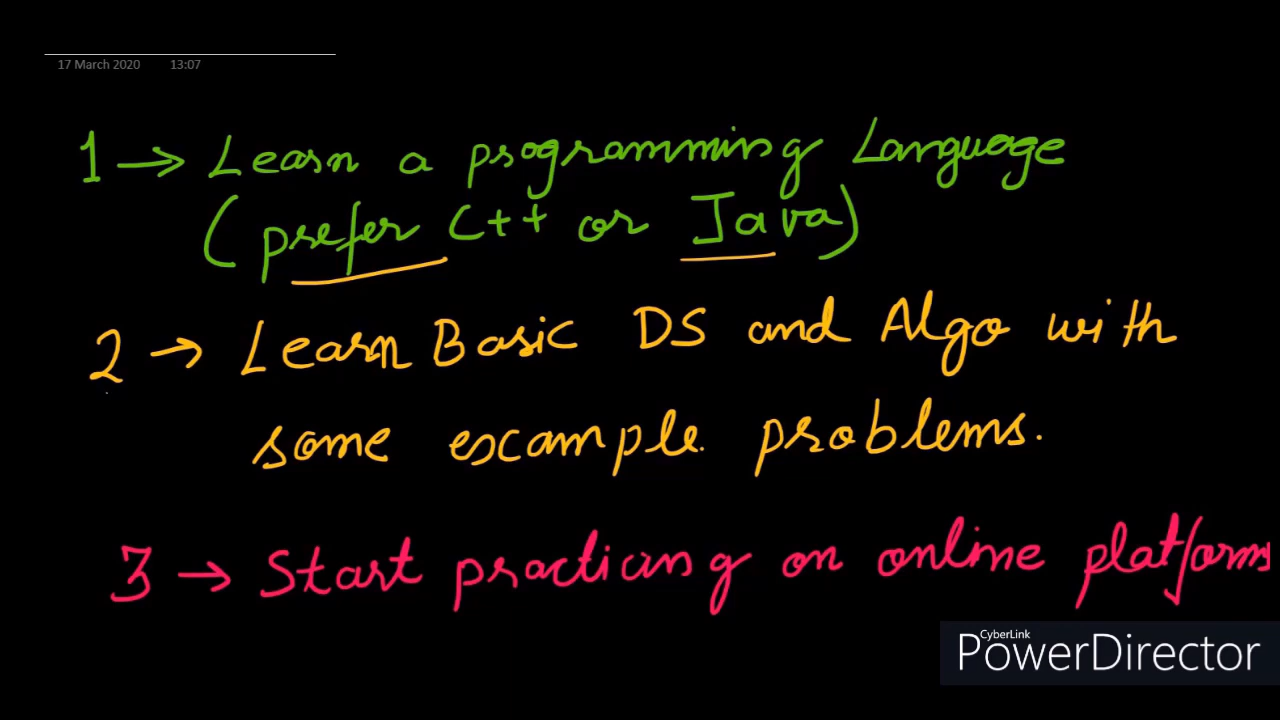 17 March 2020 13:07
1 → Learn a programming Language
(prefer C++ or Java)
2 → Learn Basic DS and Algo with
some example problems.
3 → Start practicing on online platforms
CyberLink
PowerDirector